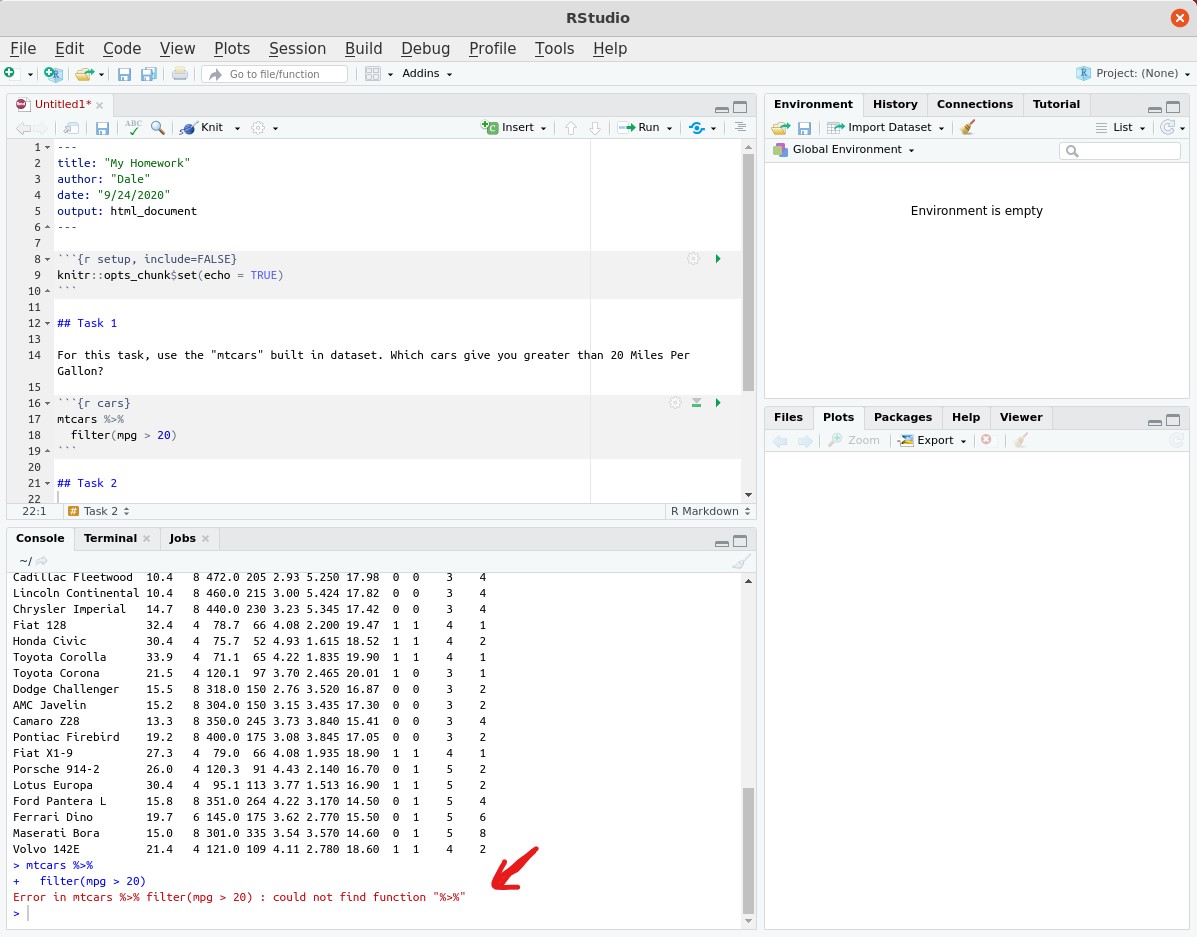 RStudio
File Edit Code View Plots Session Build Debug Profile Tools Help
Go to file/function Addins Project: (None)
Untitled1*
ABC Knit Insert Run
1 ---
2 title: "My Homework"
3 author: "Dale"
4 date: "9/24/2020"
5 output: html_document
6 ---
7
8 ```{r setup, include=FALSE}
9 knitr::opts_chunk$set(echo = TRUE)
10 ```
11
12 ## Task 1
13
14 For this task, use the "mtcars" built in dataset. Which cars give you greater than 20 Miles Per
Gallon?
15
16 ```{r cars}
17 mtcars %>%
18   filter(mpg > 20)
19 ```
20
21 ## Task 2
22
22:1 # Task 2 R Markdown
Console Terminal Jobs
~/
Cadillac Fleetwood  10.4   8 472.0 205 2.93 5.250 17.98  0  0    3    4
Lincoln Continental 10.4   8 460.0 215 3.00 5.424 17.82  0  0    3    4
Chrysler Imperial   14.7   8 440.0 230 3.23 5.345 17.42  0  0    3    4
Fiat 128            32.4   4  78.7  66 4.08 2.200 19.47  1  1    4    1
Honda Civic         30.4   4  75.7  52 4.93 1.615 18.52  1  1    4    2
Toyota Corolla      33.9   4  71.1  65 4.22 1.835 19.90  1  1    4    1
Toyota Corona       21.5   4 120.1  97 3.70 2.465 20.01  1  0    3    1
Dodge Challenger    15.5   8 318.0 150 2.76 3.520 16.87  0  0    3    2
AMC Javelin         15.2   8 304.0 150 3.15 3.435 17.30  0  0    3    2
Camaro Z28          13.3   8 350.0 245 3.73 3.840 15.41  0  0    3    4
Pontiac Firebird    19.2   8 400.0 175 3.08 3.845 17.05  0  0    3    2
Fiat X1-9           27.3   4  79.0  66 4.08 1.935 18.90  1  1    4    1
Porsche 914-2       26.0   4 120.3  91 4.43 2.140 16.70  0  1    5    2
Lotus Europa        30.4   4  95.1 113 3.77 1.513 16.90  1  1    5    2
Ford Pantera L      15.8   8 351.0 264 4.22 3.170 14.50  0  1    5    4
Ferrari Dino        19.7   6 145.0 175 3.62 2.770 15.50  0  1    5    6
Maserati Bora       15.0   8 301.0 335 3.54 3.570 14.60  0  1    5    8
Volvo 142E          21.4   4 121.0 109 4.11 2.780 18.60  1  1    4    2
> mtcars %>%
+   filter(mpg > 20)
Error in mtcars %>% filter(mpg > 20) : could not find function "%>%"
>
Environment History Connections Tutorial
Import Dataset List
Global Environment
Environment is empty
Files Plots Packages Help Viewer
Zoom Export